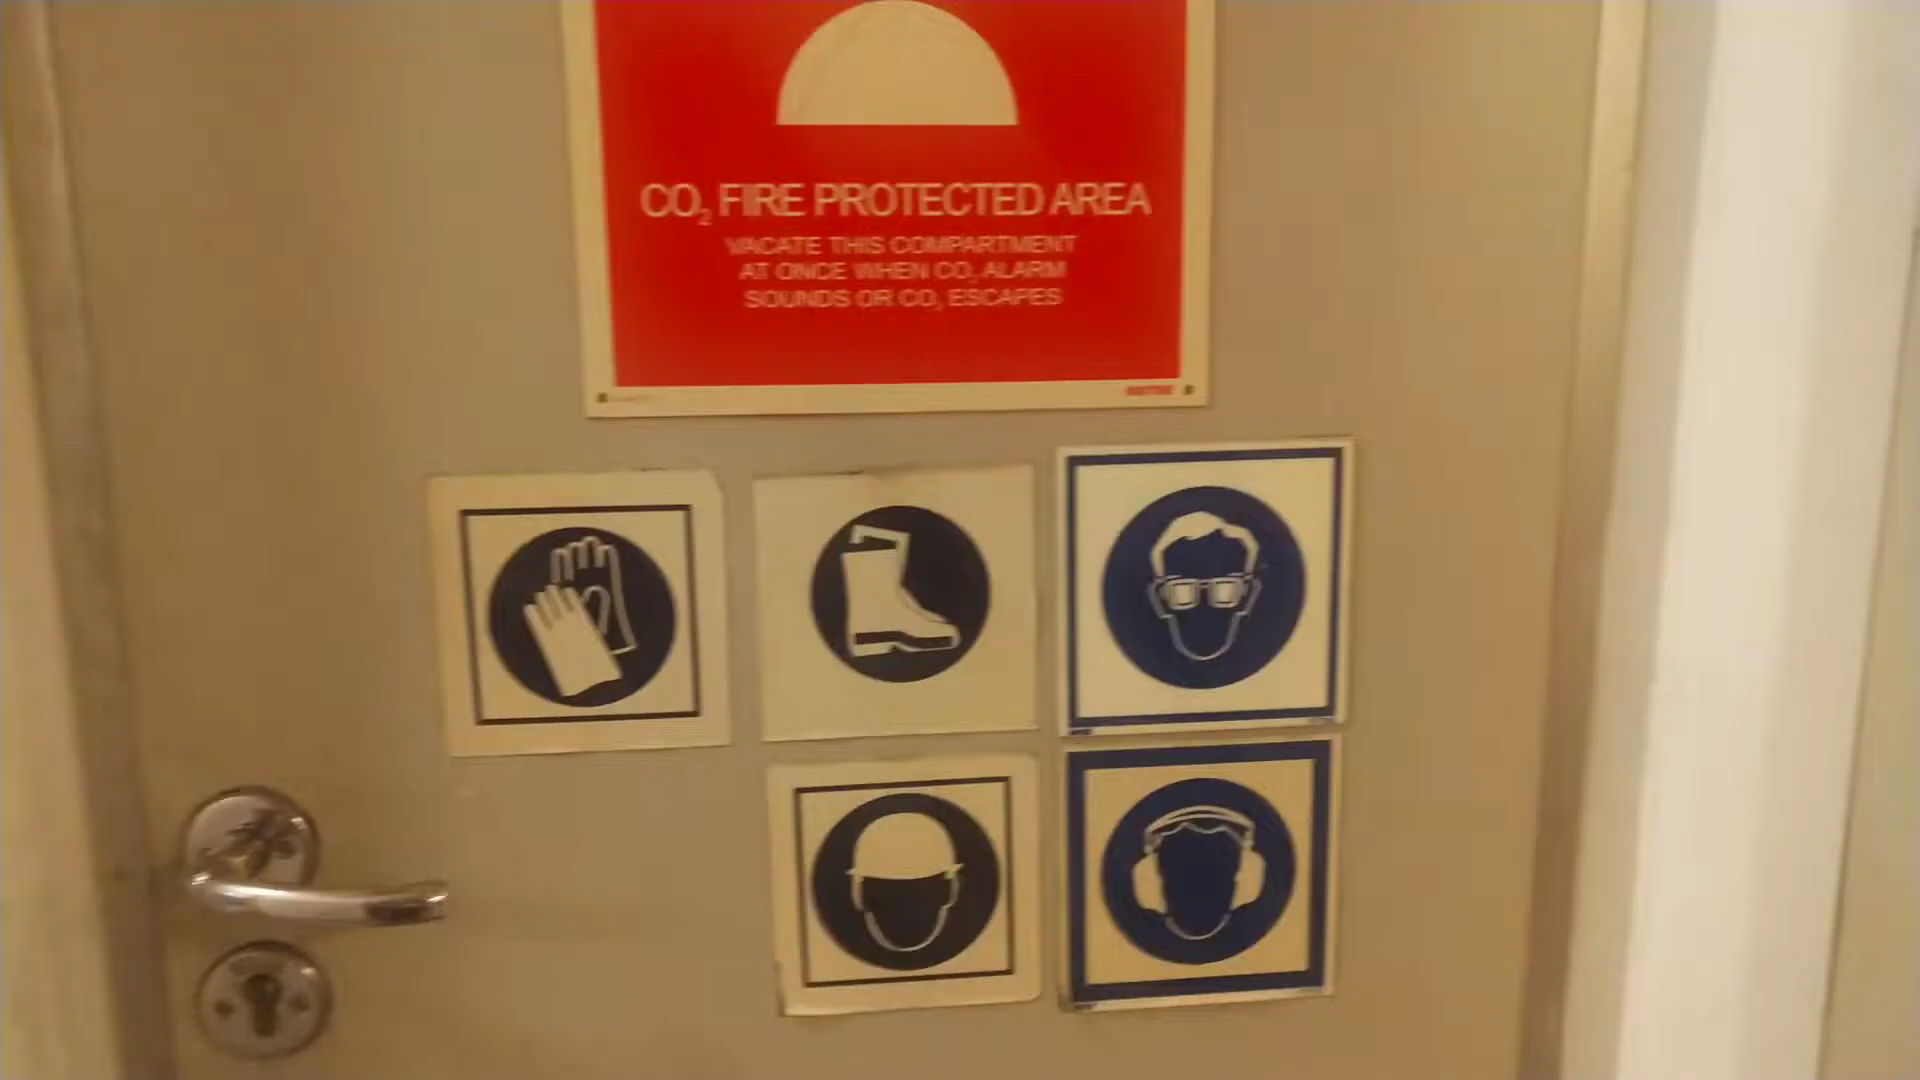 CO₂ FIRE PROTECTED AREA
VACATE THIS COMPARTMENT
AT ONCE WHEN CO₂ ALARM
SOUNDS OR CO₂ ESCAPES